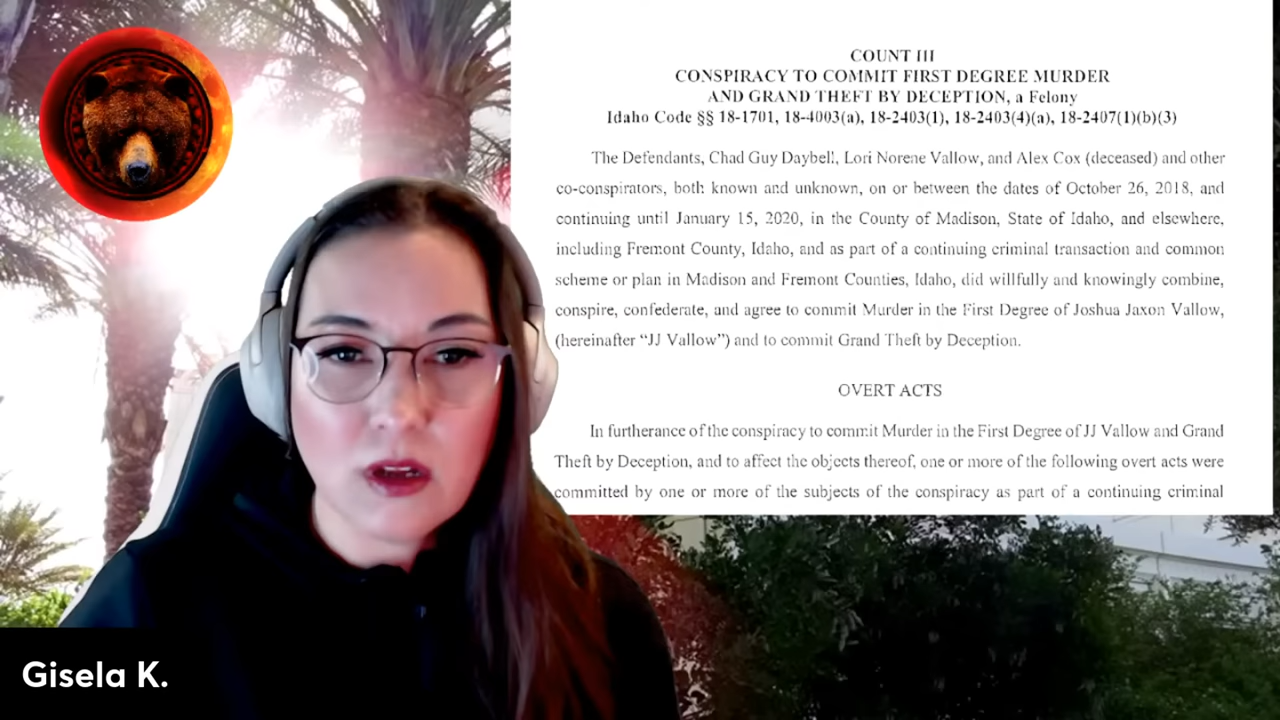 COUNT III
CONSPIRACY TO COMMIT FIRST DEGREE MURDER
AND GRAND THEFT BY DECEPTION, a Felony
Idaho Code §§ 18-1701, 18-4003(a), 18-2403(1), 18-2403(4)(a), 18-2407(1)(b)(3)
The Defendants, Chad Guy Daybell, Lori Norene Vallow, and Alex Cox (deceased) and other
co-conspirators, both known and unknown, on or between the dates of October 26, 2018, and
continuing until January 15, 2020, in the County of Madison, State of Idaho, and elsewhere,
including Fremont County, Idaho, and as part of a continuing criminal transaction and common
scheme or plan in Madison and Fremont Counties, Idaho, did willfully and knowingly combine,
conspire, confederate, and agree to commit Murder in the First Degree of Joshua Jaxon Vallow,
(hereinafter “JJ Vallow”) and to commit Grand Theft by Deception.
OVERT ACTS
In furtherance of the conspiracy to commit Murder in the First Degree of JJ Vallow and Grand
Theft by Deception, and to affect the objects thereof, one or more of the following overt acts were
committed by one or more of the subjects of the conspiracy as part of a continuing criminal
Gisela K.